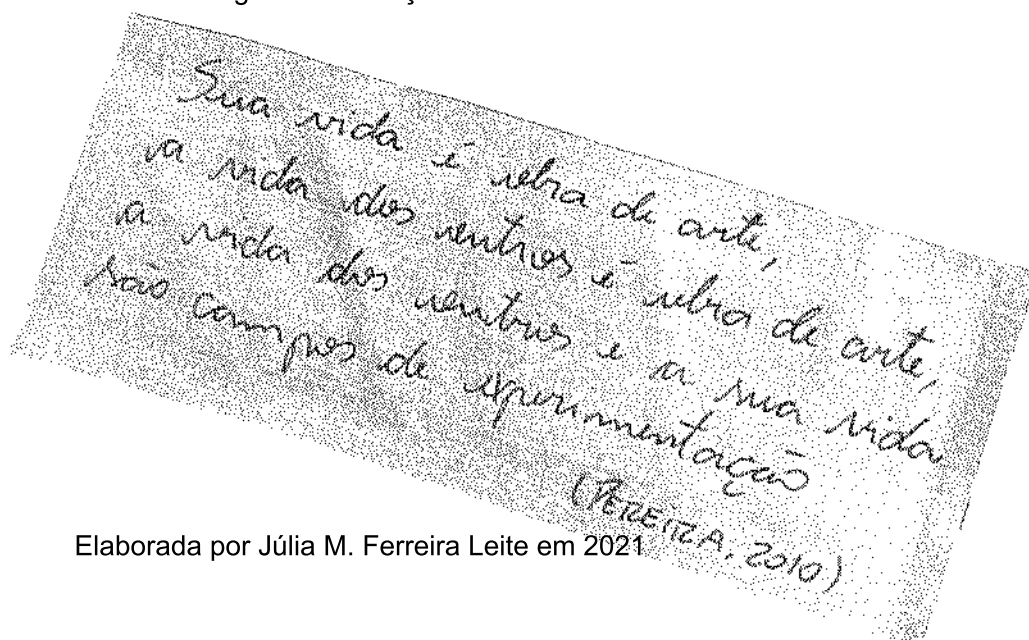 Sua vida é obra de arte,
a vida dos outros é obra de arte,
a vida dos outros e a sua vida
são campos de experimentação
(PEREIRA, 2010)
Elaborada por Júlia M. Ferreira Leite em 2021